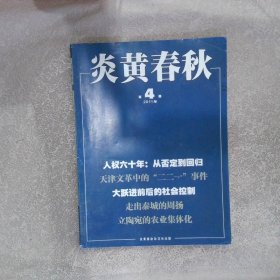 炎黄春秋
第4期
2011年
人权六十年：从否定到回归
天津文革中的“二二一”事件
大跃进前后的社会控制
走出秦城的周扬
立陶宛的农业集体化